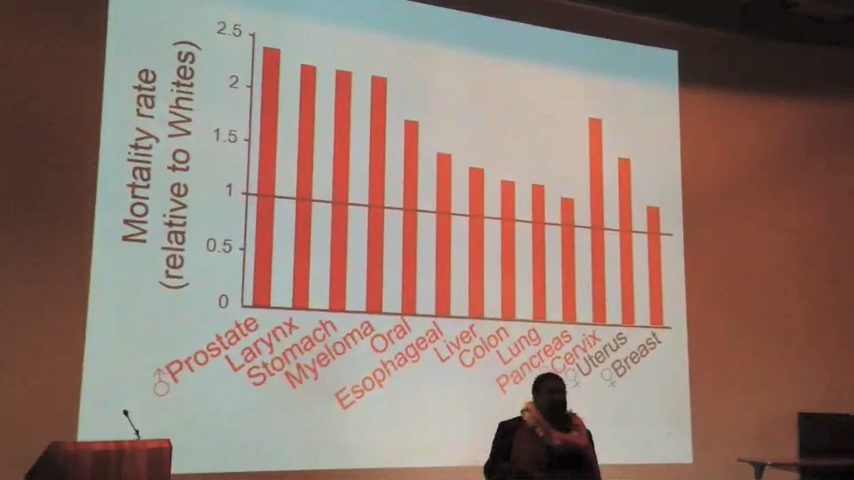 2.5
2
1.5
1
0.5
0
Mortality rate
(relative to Whites)
♂Prostate
Larynx
Stomach
Myeloma
Oral
Esophageal
Liver
Colon
Lung
Pancreas
♀Cervix
♀Uterus
♀Breast